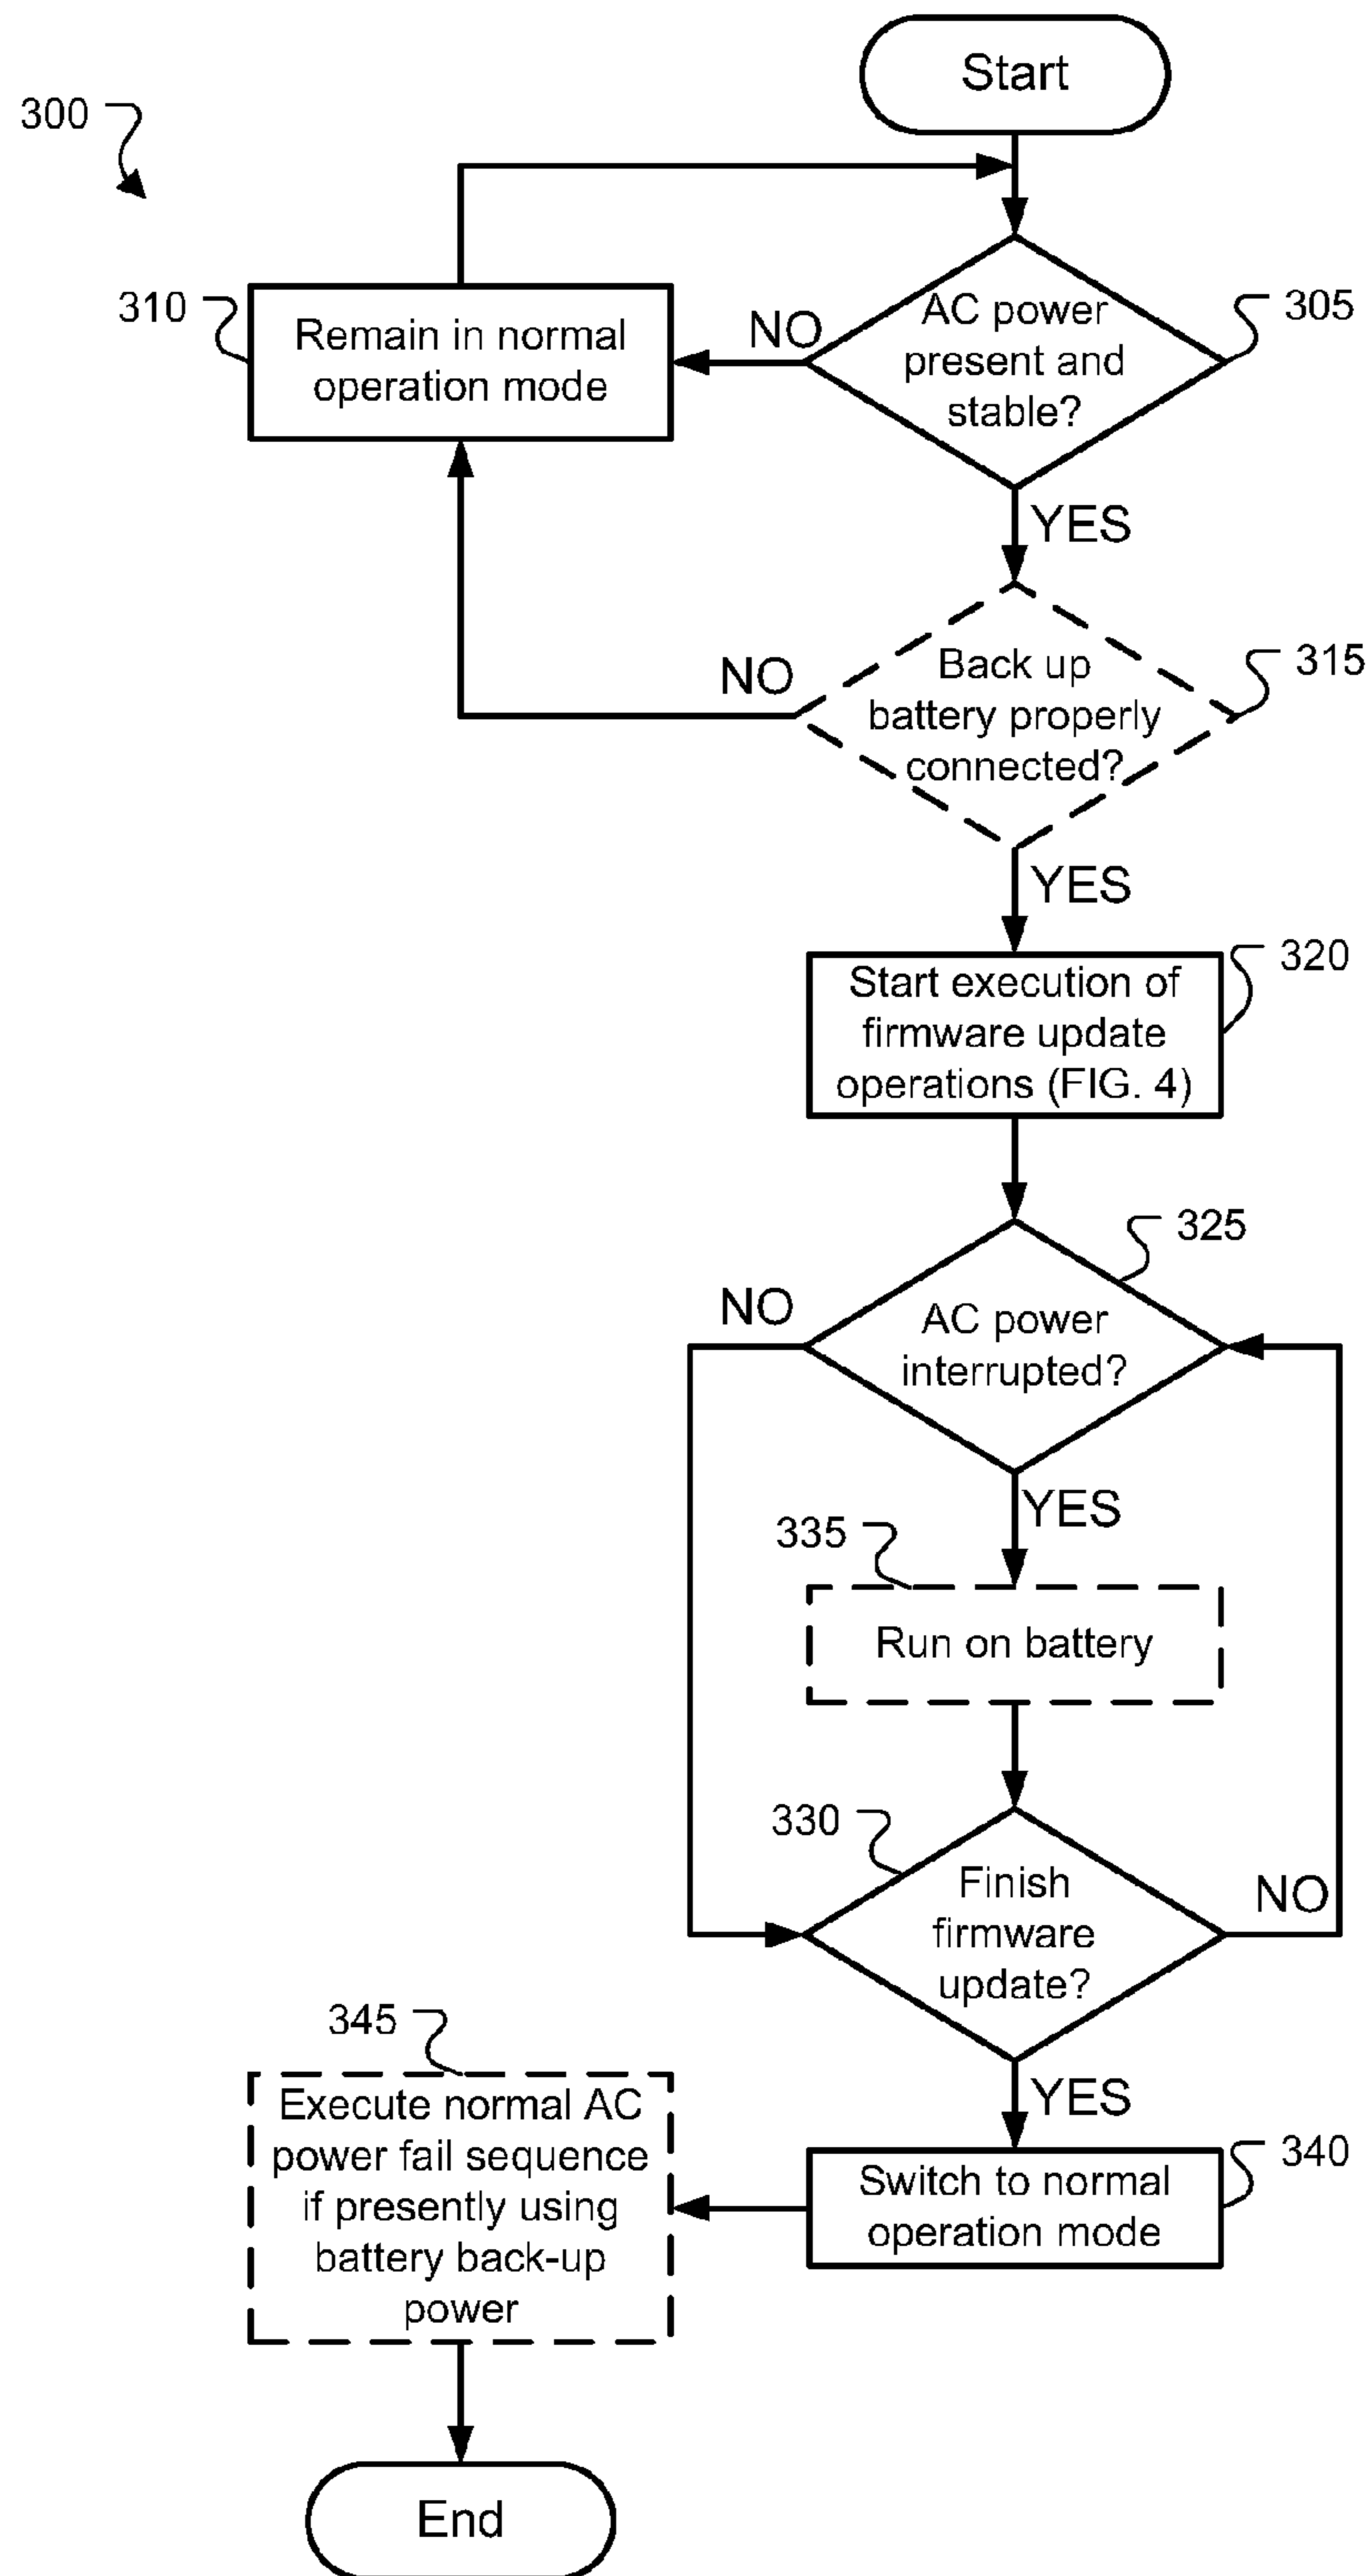 Start
300
310
Remain in normal
operation mode
NO
AC power
present and
stable?
305
YES
NO
Back up
battery properly
connected?
315
YES
Start execution of
firmware update
operations (FIG. 4)
320
325
NO
AC power
interrupted?
YES
335
Run on battery
330
Finish
firmware
update?
NO
YES
345
Execute normal AC
power fail sequence
if presently using
battery back-up
power
Switch to normal
operation mode
340
End